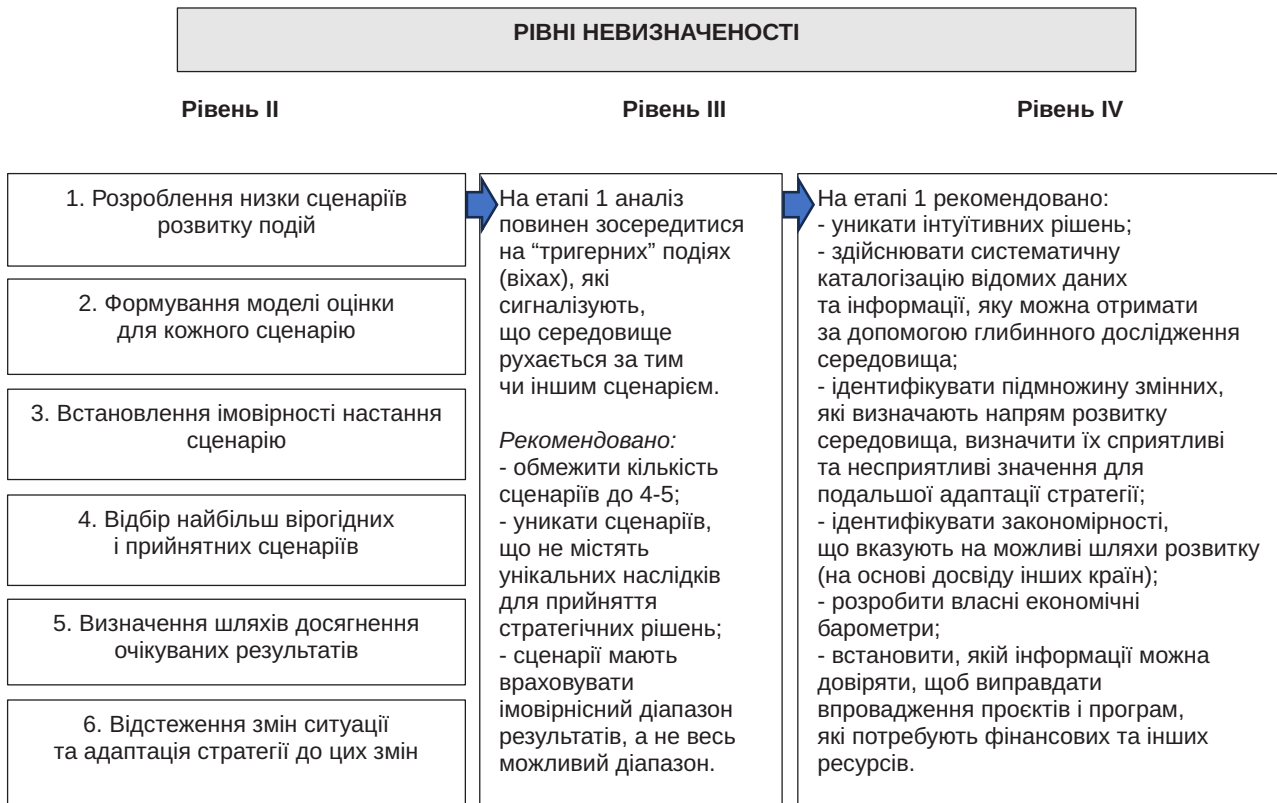 РІВНІ НЕВИЗНАЧЕНОСТІ
Рівень II
Рівень III
Рівень IV
1. Розроблення низки сценаріїв
розвитку подій
2. Формування моделі оцінки
для кожного сценарію
3. Встановлення імовірності настання
сценарію
4. Відбір найбільш вірогідних
і прийнятних сценаріїв
5. Визначення шляхів досягнення
очікуваних результатів
6. Відстеження змін ситуації
та адаптація стратегії до цих змін
На етапі 1 аналіз
повинен зосередитися
на “тригерних” подіях
(віхах), які
сигналізують,
що середовище
рухається за тим
чи іншим сценарієм.
Рекомендовано:
- обмежити кількість
сценаріїв до 4-5;
- уникати сценаріїв,
що не містять
унікальних наслідків
для прийняття
стратегічних рішень;
- сценарії мають
враховувати
імовірнісний діапазон
результатів, а не весь
можливий діапазон.
На етапі 1 рекомендовано:
- уникати інтуїтивних рішень;
- здійснювати систематичну
каталогізацію відомих даних
та інформації, яку можна отримати
за допомогою глибинного дослідження
середовища;
- ідентифікувати підмножину змінних,
які визначають напрям розвитку
середовища, визначити їх сприятливі
та несприятливі значення для
подальшої адаптації стратегії;
- ідентифікувати закономірності,
що вказують на можливі шляхи розвитку
(на основі досвіду інших країн);
- розробити власні економічні
барометри;
- встановити, якій інформації можна
довіряти, щоб виправдати
впровадження проєктів і програм,
які потребують фінансових та інших
ресурсів.